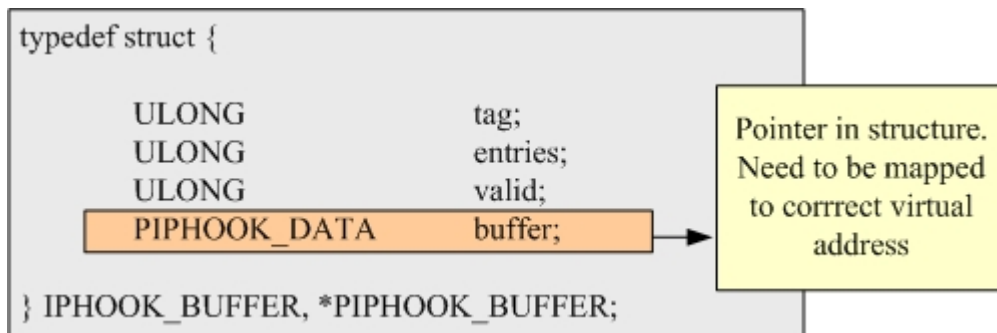 typedef struct {
ULONG tag;
ULONG entries;
ULONG valid;
PIPHOOK_DATA buffer;
} IPHOOK_BUFFER, *PIPHOOK_BUFFER;
Pointer in structure.
Need to be mapped
to corrrect virtual
address